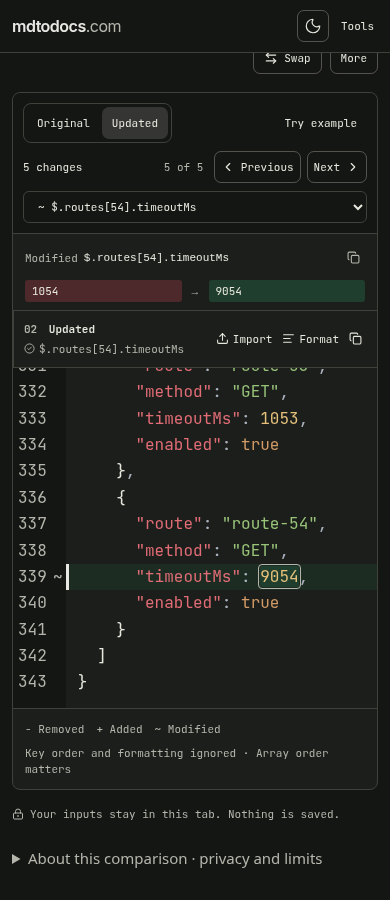 mdtodocs.com
Tools
Swap
More
Original
Updated
Try example
5 changes
5 of 5
Previous
Next
~ $.routes[54].timeoutMs
Modified $.routes[54].timeoutMs
1054 → 9054
02 Updated
$.routes[54].timeoutMs
Import
Format
332 "method": "GET",
333 "timeoutMs": 1053,
334 "enabled": true
335 },
336 {
337 "route": "route-54",
338 "method": "GET",
339 ~ "timeoutMs": 9054,
340 "enabled": true
341 }
342 ]
343 }
- Removed + Added ~ Modified
Key order and formatting ignored · Array order
matters
Your inputs stay in this tab. Nothing is saved.
About this comparison · privacy and limits